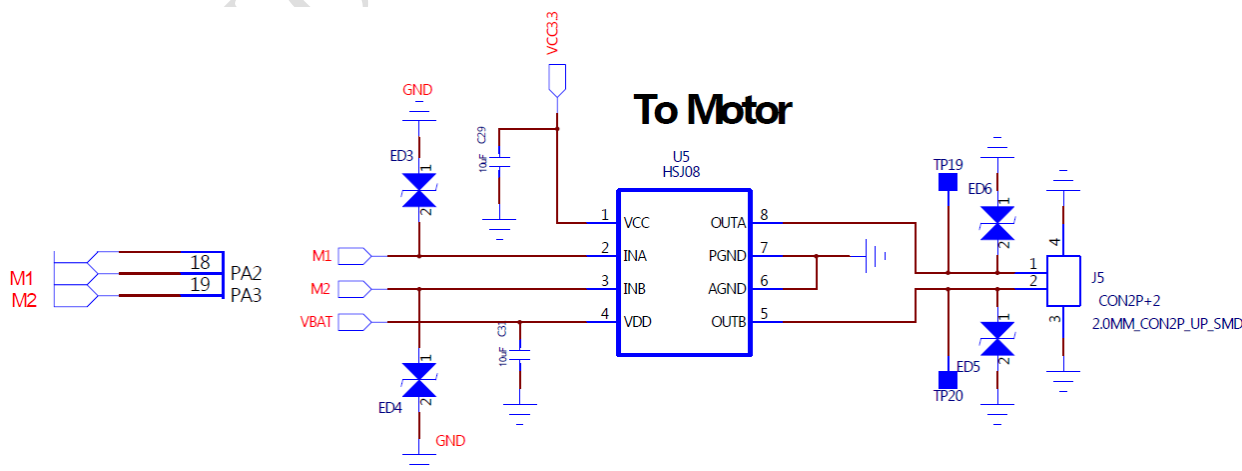 VCC3.3
GND
To Motor
C29
10uF
ED3
1
2
U5
HSJ08
TP19
ED6
1
2
1 VCC OUTA 8
M1 2 INA PGND 7
M2 3 INB AGND 6
VBAT 4 VDD OUTB 5
M1
M2
18 PA2
19 PA3
4
1
2
3
J5
CON2P+2
2.0MM_CON2P_UP_SMD
10uF
1
2
ED4
GND
1
2
ED5
TP20